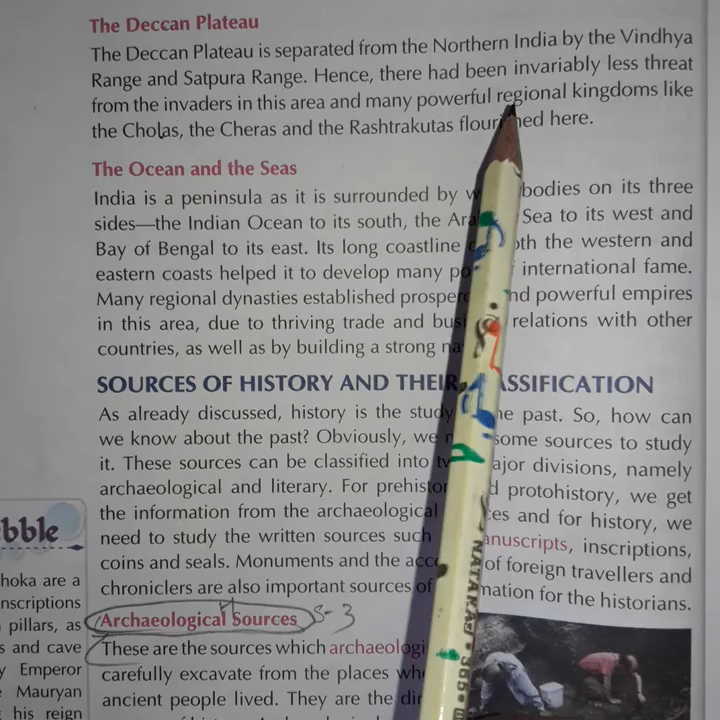 The Deccan Plateau
The Deccan Plateau is separated from the Northern India by the Vindhya
Range and Satpura Range. Hence, there had been invariably less threat
from the invaders in this area and many powerful regional kingdoms like
the Cholas, the Cheras and the Rashtrakutas flouri hed here.
The Ocean and the Seas
India is a peninsula as it is surrounded by w bodies on its three
sides—the Indian Ocean to its south, the Ara Sea to its west and
Bay of Bengal to its east. Its long coastline oth the western and
eastern coasts helped it to develop many po international fame.
Many regional dynasties established prosper nd powerful empires
in this area, due to thriving trade and bus relations with other
countries, as well as by building a strong na
SOURCES OF HISTORY AND THEIR ASSIFICATION
As already discussed, history is the study he past. So, how can
we know about the past? Obviously, we some sources to study
it. These sources can be classified into tw ajor divisions, namely
archaeological and literary. For prehistor d protohistory, we get
the information from the archaeological ces and for history, we
need to study the written sources such anuscripts, inscriptions,
coins and seals. Monuments and the acc of foreign travellers and
chroniclers are also important sources of mation for the historians.
Archaeological Sources S-3
These are the sources which archaeologi
carefully excavate from the places whe
ancient people lived. They are the dir
bble
hoka are a
nscriptions
pillars, as
s and cave
y Emperor
Mauryan
his reign
NATARAJ 365